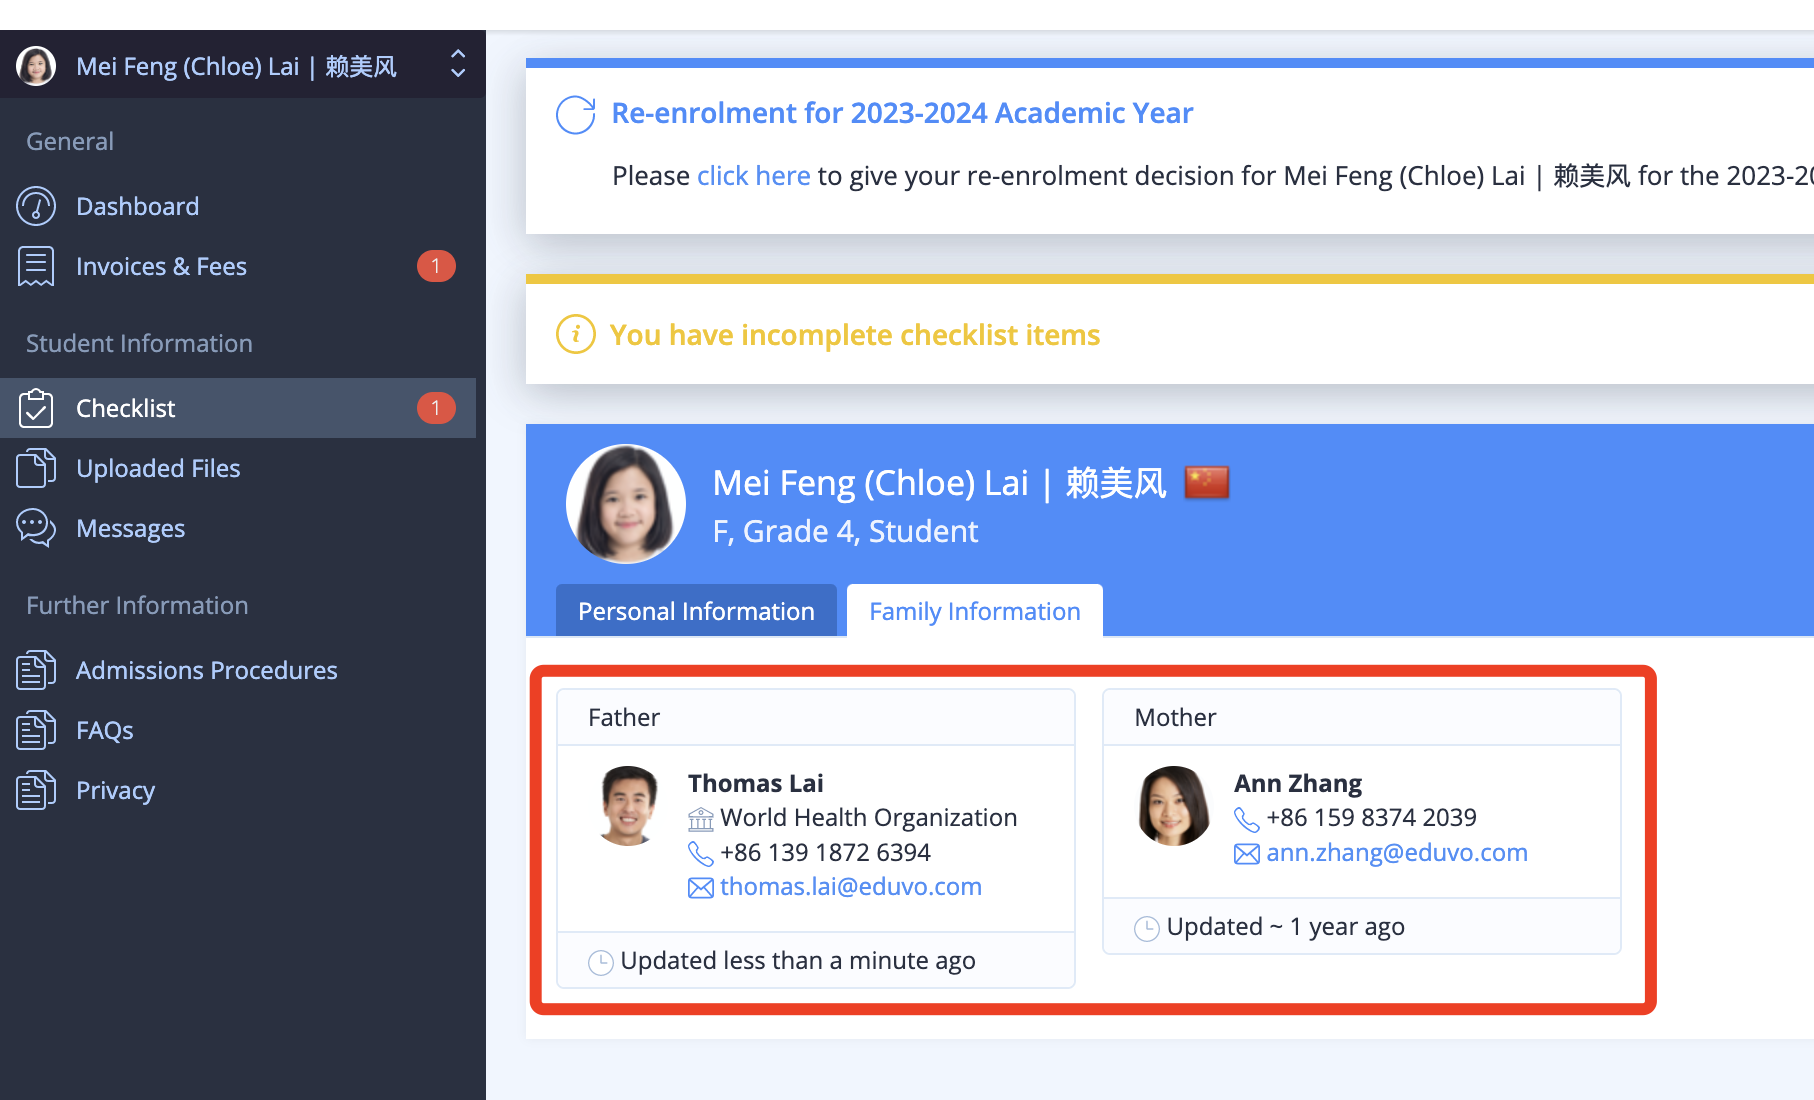 Mei Feng (Chloe) Lai | 赖美风
General
Dashboard
Invoices & Fees 1
Student Information
Checklist 1
Uploaded Files
Messages
Further Information
Admissions Procedures
FAQs
Privacy
Re-enrolment for 2023-2024 Academic Year
Please click here to give your re-enrolment decision for Mei Feng (Chloe) Lai | 赖美风 for the 2023-20
You have incomplete checklist items
Mei Feng (Chloe) Lai | 赖美风
F, Grade 4, Student
Personal Information
Family Information
Father
Thomas Lai
World Health Organization
+86 139 1872 6394
thomas.lai@eduvo.com
Updated less than a minute ago
Mother
Ann Zhang
+86 159 8374 2039
ann.zhang@eduvo.com
Updated ~ 1 year ago